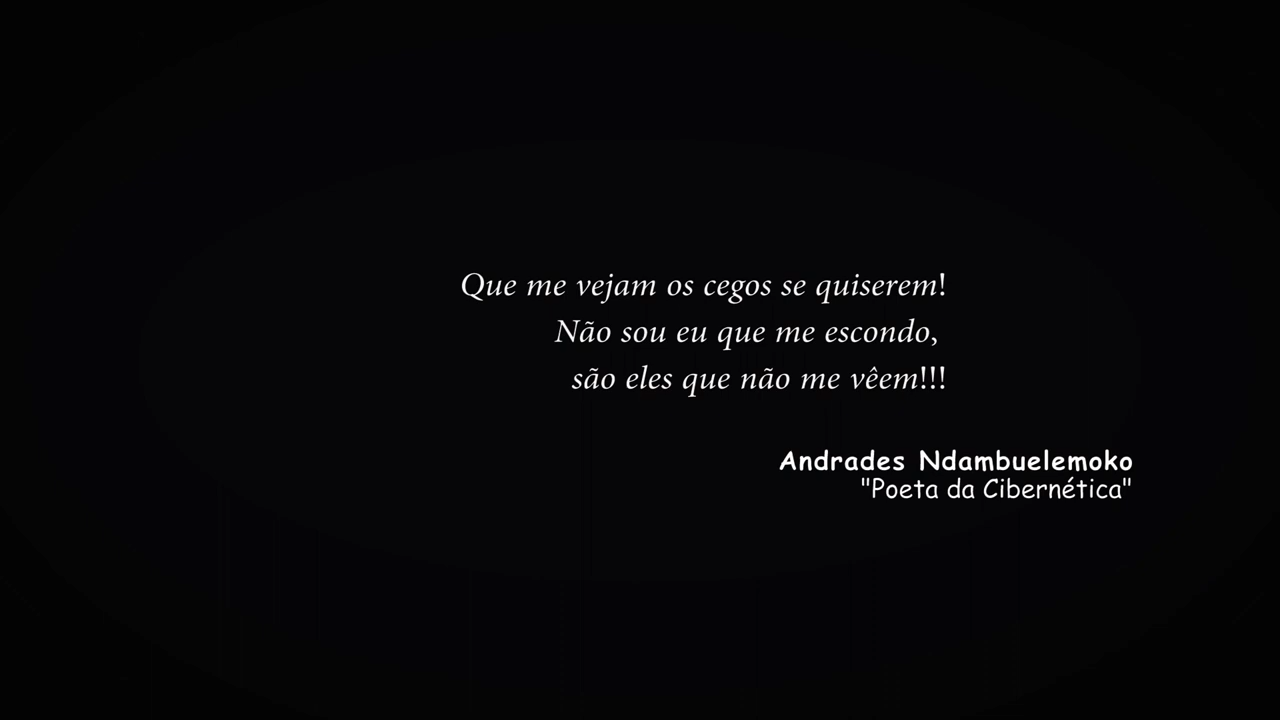 Que me vejam os cegos se quiserem!
Não sou eu que me escondo,
são eles que não me vêem!!!
Andrades Ndambuelemoko
"Poeta da Cibernética"